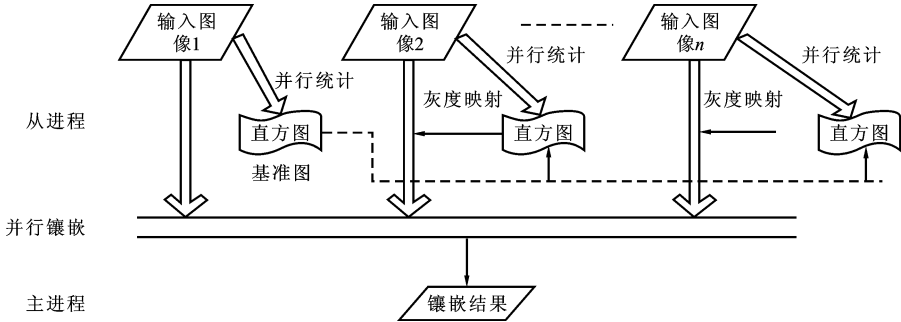 输入图
像1
输入图
像2
输入图
像n
并行统计
并行统计
并行统计
灰度映射
灰度映射
从进程
直方图
直方图
直方图
基准图
并行镶嵌
主进程
镶嵌结果